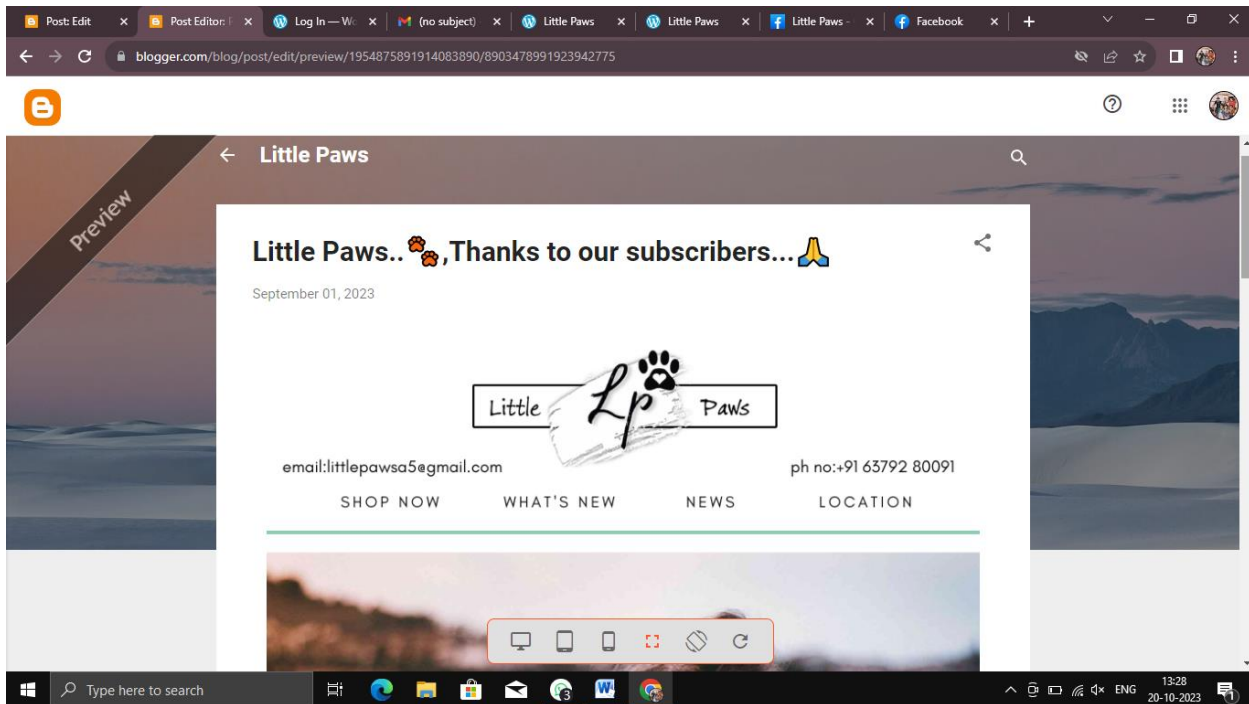 Post: Edit
Post Editor: P
Log In — Wo
(no subject)
Little Paws
Little Paws
Little Paws -
Facebook
blogger.com/blog/post/edit/preview/1954875891914083890/8903478991923942775
Preview
Little Paws
Little Paws.. 🐾,Thanks to our subscribers...🙏
September 01, 2023
Little Lp Paws
email:littlepawsa5@gmail.com ph no:+91 63792 80091
SHOP NOW WHAT'S NEW NEWS LOCATION
Type here to search
3
W
ENG
13:28
20-10-2023
1